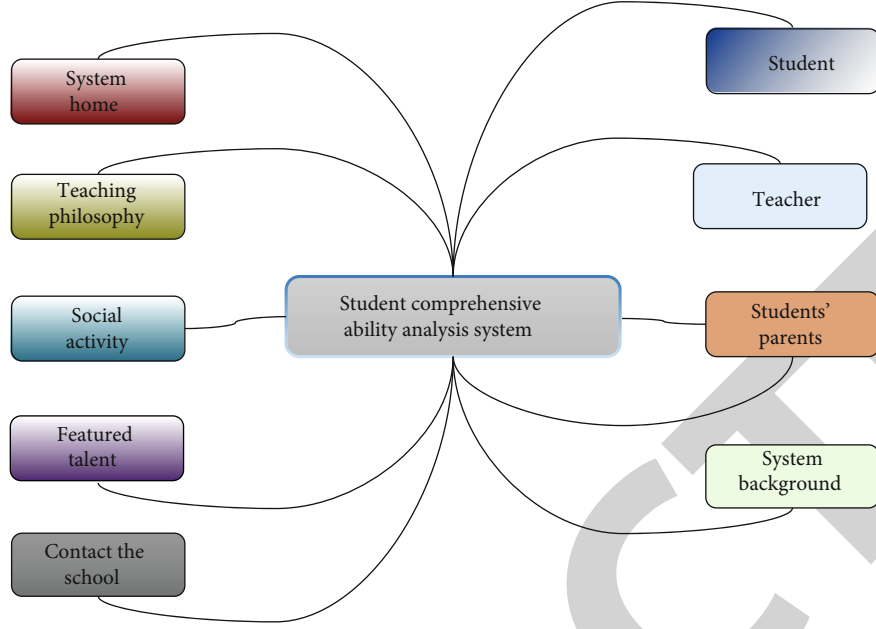 System
home
Teaching
philosophy
Social
activity
Featured
talent
Contact the
school
Student comprehensive
ability analysis system
Student
Teacher
Students’
parents
System
background